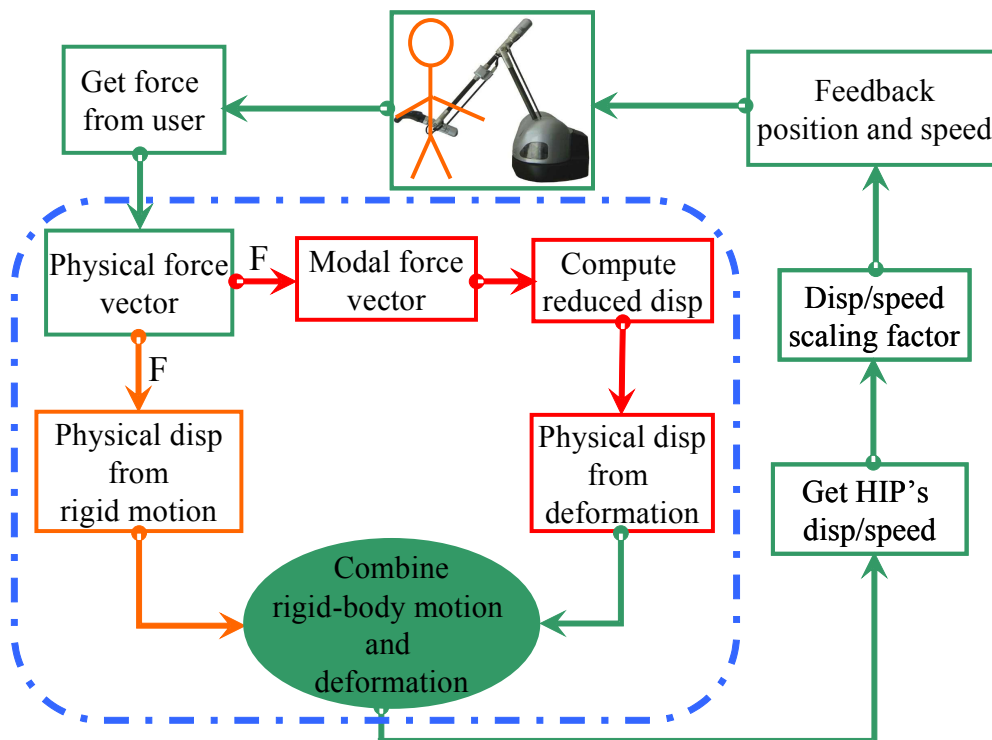 Get force
from user
Feedback
position and speed
Physical force
vector
F
Modal force
vector
Compute
reduced disp
Disp/speed
scaling factor
F
Physical disp
from
rigid motion
Physical disp
from
deformation
Get HIP’s
disp/speed
Combine
rigid-body motion
and
deformation